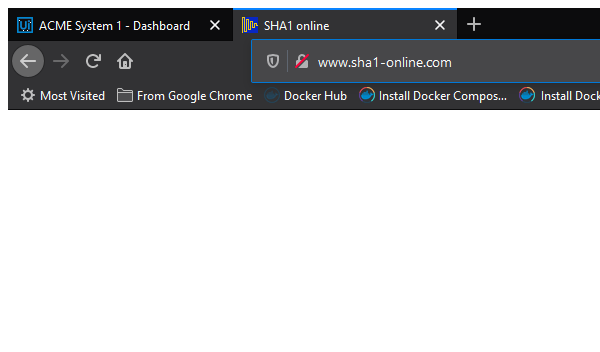 ACME System 1 - Dashboard SHA1 online
www.sha1-online.com
Most Visited From Google Chrome Docker Hub Install Docker Compos... Install Dock